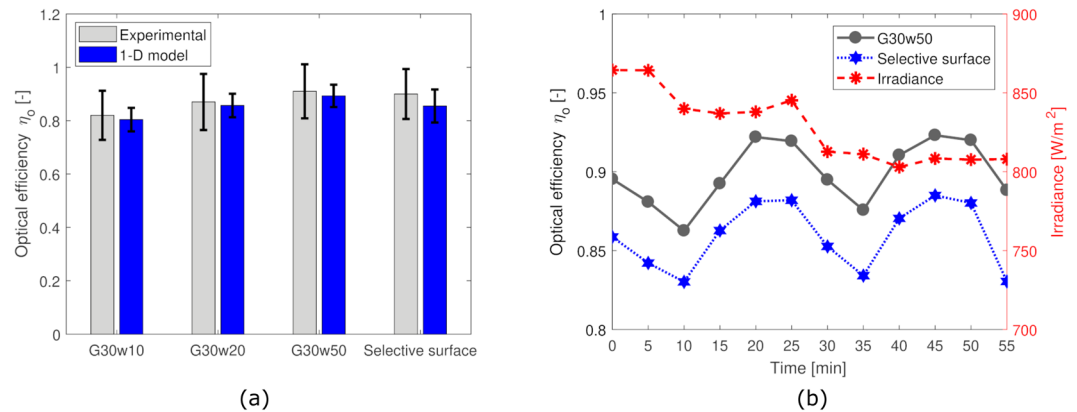 Optical efficiency ηo [-]
1.2
1
0.8
0.6
0.4
0.2
0
Experimental
1-D model
G30w10
G30w20
G30w50
Selective surface
(a)
Optical efficiency ηo [-]
1
0.95
0.9
0.85
0.8
G30w50
Selective surface
Irradiance
900
850
800
750
700
Irradiance [W/m²]
0 5 10 15 20 25 30 35 40 45 50 55
Time [min]
(b)